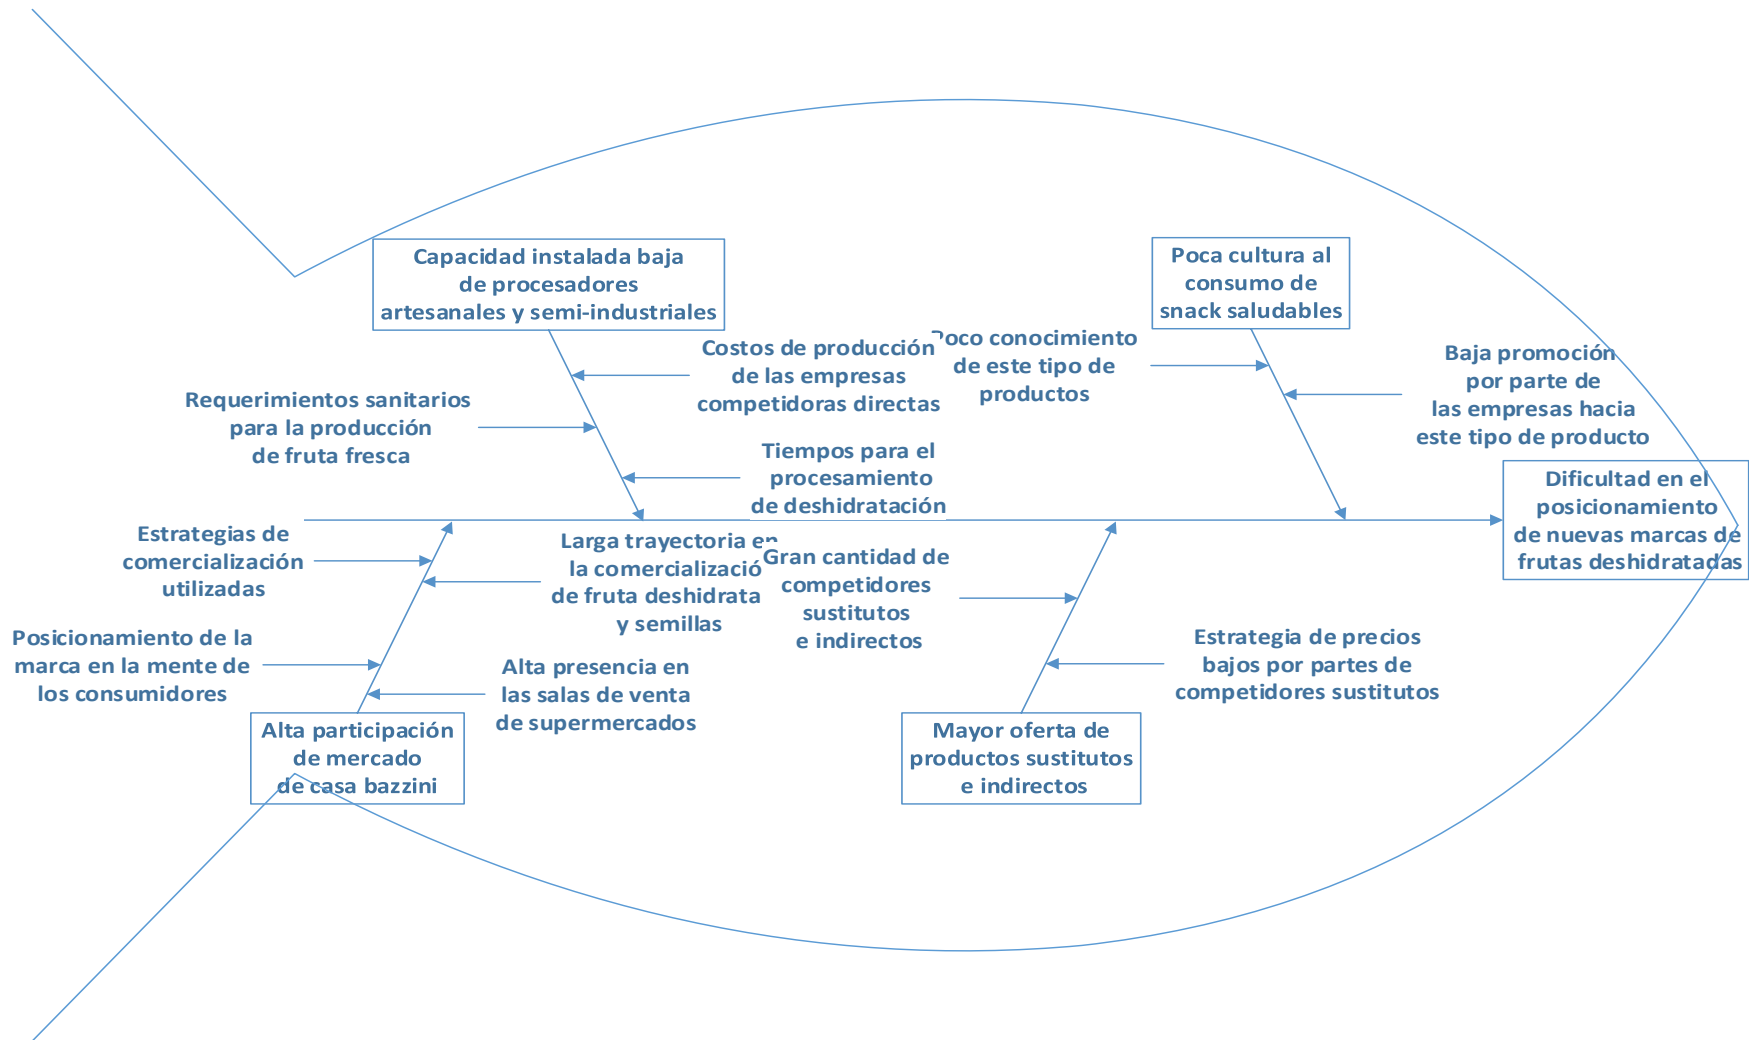 Capacidad instalada baja
de procesadores
artesanales y semi-industriales
Poca cultura al
consumo de
snack saludables
Costos de producción
de las empresas
competidoras directas
Poco conocimiento
de este tipo de
productos
Baja promoción
por parte de
las empresas hacia
este tipo de producto
Requerimientos sanitarios
para la producción
de fruta fresca
Tiempos para el
procesamiento
de deshidratación
Dificultad en el
posicionamiento
de nuevas marcas de
frutas deshidratadas
Estrategias de
comercialización
utilizadas
Larga trayectoria en
la comercializació
de fruta deshidrata
y semillas
Gran cantidad de
competidores
sustitutos
e indirectos
Posicionamiento de la
marca en la mente de
los consumidores
Alta presencia en
las salas de venta
de supermercados
Estrategia de precios
bajos por partes de
competidores sustitutos
Alta participación
de mercado
de casa bazzini
Mayor oferta de
productos sustitutos
e indirectos